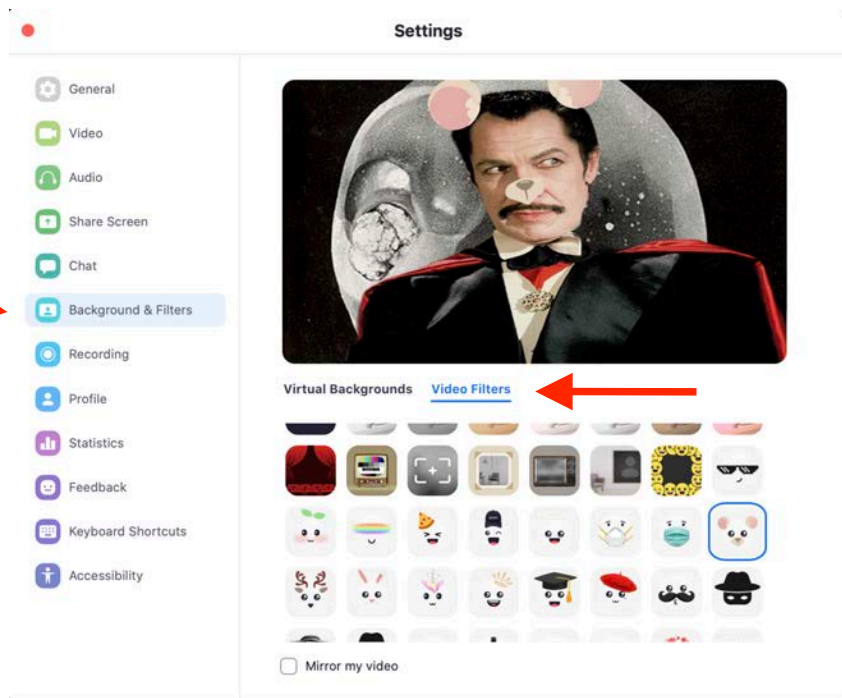 Settings
General
Video
Audio
Share Screen
Chat
Background & Filters
Recording
Profile
Statistics
Feedback
Keyboard Shortcuts
Accessibility
Virtual Backgrounds Video Filters
Mirror my video